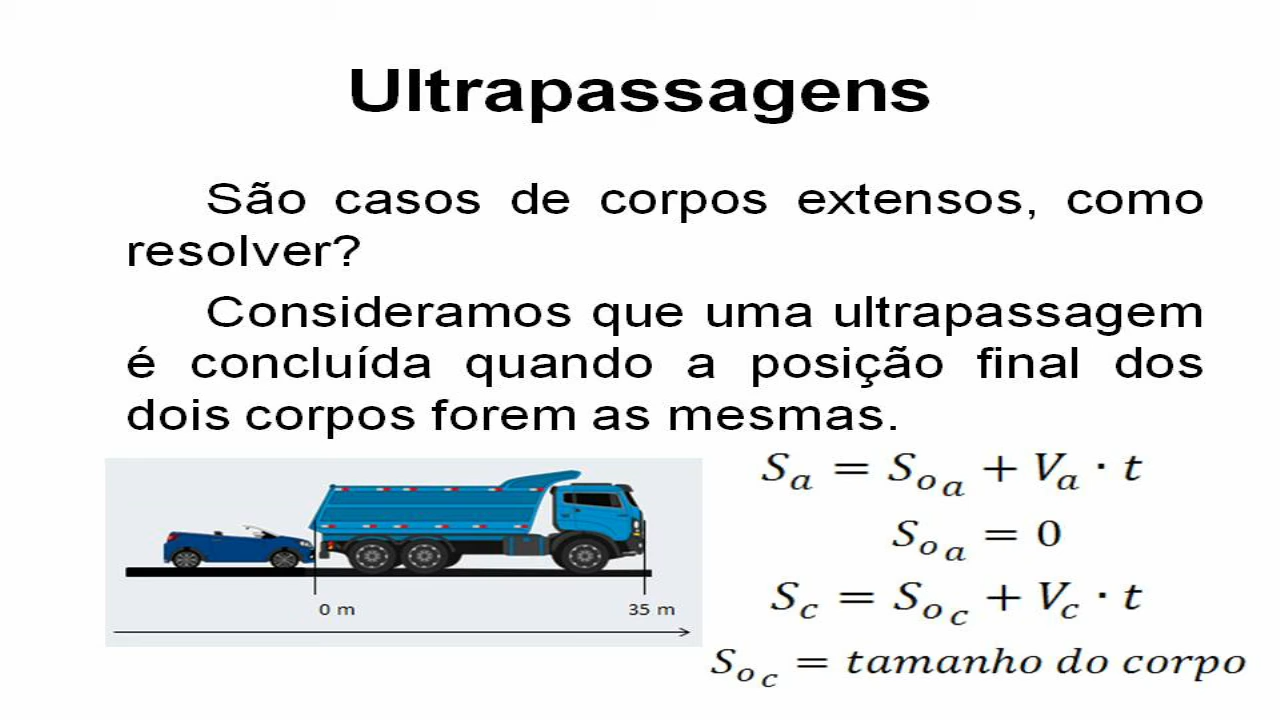 Ultrapassagens
São casos de corpos extensos, como
resolver?
Consideramos que uma ultrapassagem
é concluída quando a posição final dos
dois corpos forem as mesmas.
S_a = S_{o_a} + V_a · t
S_{o_a} = 0
S_c = S_{o_c} + V_c · t
S_{o_c} = tamanho do corpo
0 m 35 m